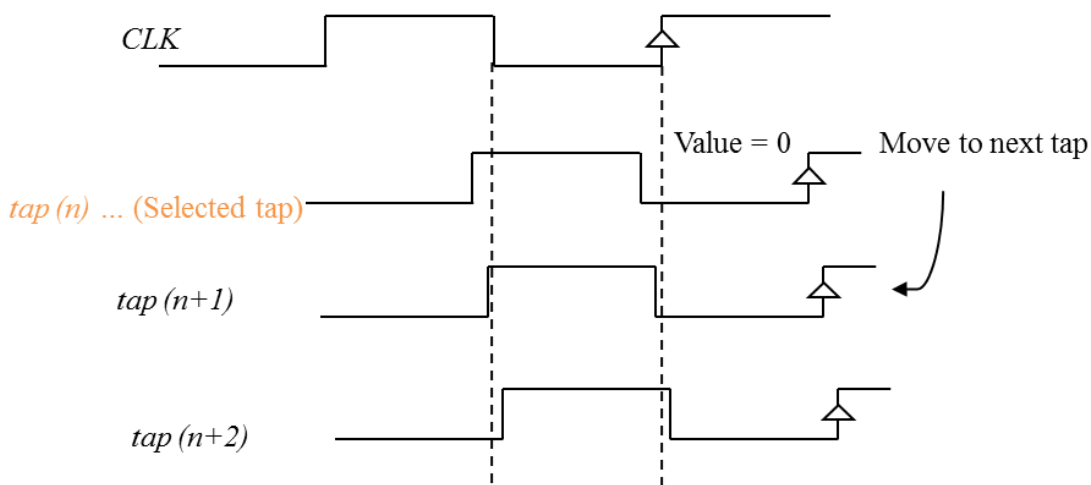 CLK
Value = 0
Move to next tap
tap (n) ... (Selected tap)
tap (n+1)
tap (n+2)